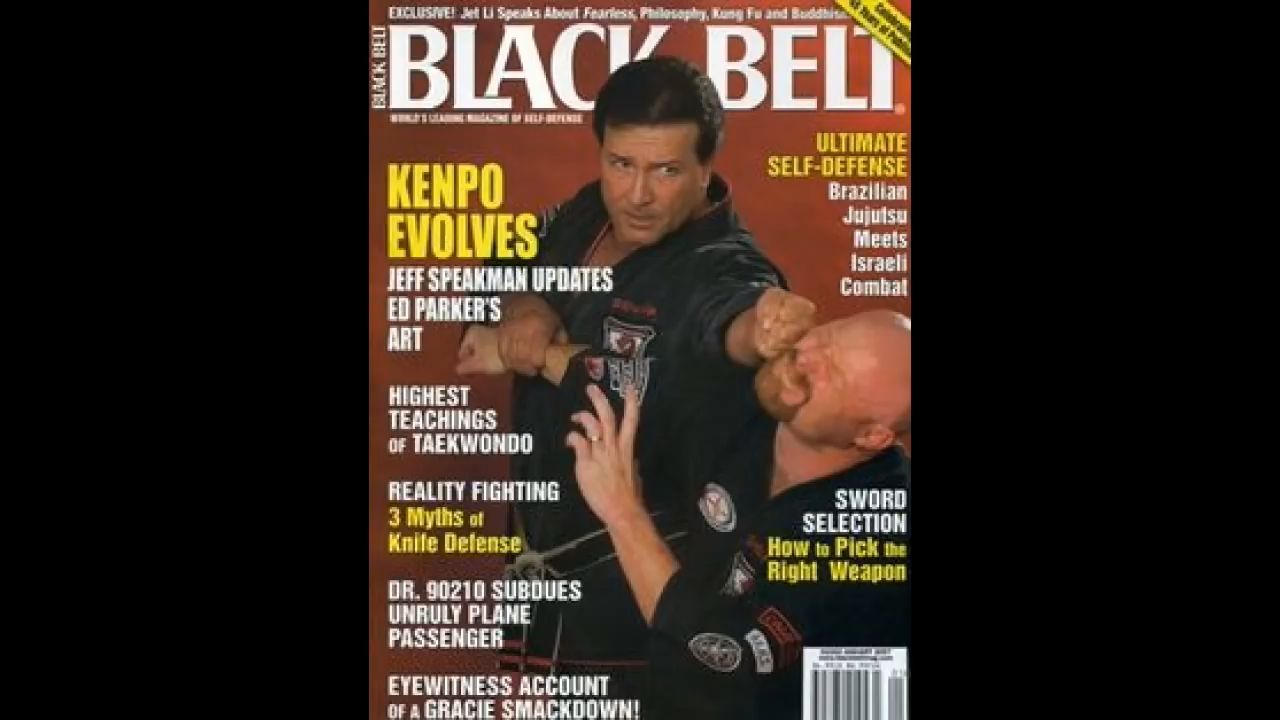 EXCLUSIVE! Jet Li Speaks About Fearless, Philosophy, Kung Fu and Buddhism
BLACK BELT
BLACK BELT
WORLD'S LEADING MAGAZINE OF SELF-DEFENSE
ULTIMATE
SELF-DEFENSE
Brazilian
Jujutsu
Meets
Israeli
Combat
KENPO
EVOLVES
JEFF SPEAKMAN UPDATES
ED PARKER'S
ART
HIGHEST
TEACHINGS
OF TAEKWONDO
REALITY FIGHTING
3 Myths of
Knife Defense
SWORD
SELECTION
How to Pick the
Right Weapon
DR. 90210 SUBDUES
UNRULY PLANE
PASSENGER
EYEWITNESS ACCOUNT
OF A GRACIE SMACKDOWN!